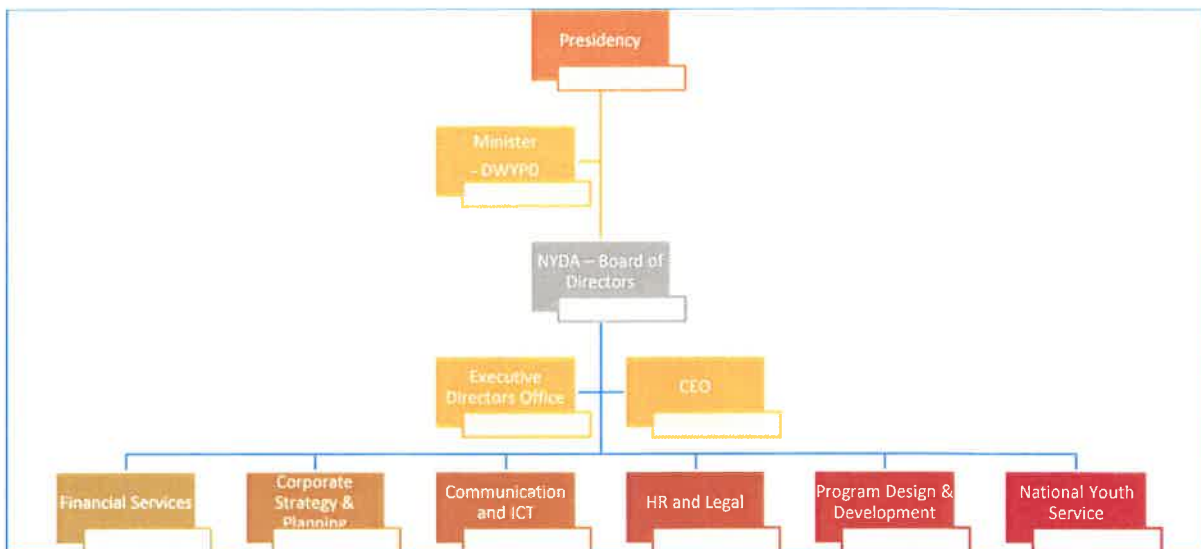 Presidency
Minister
- DWYPD
NYDA – Board of
Directors
Executive
Directors Office
CEO
Financial Services
Corporate
Strategy &
Planning
Communication
and ICT
HR and Legal
Program Design &
Development
National Youth
Service